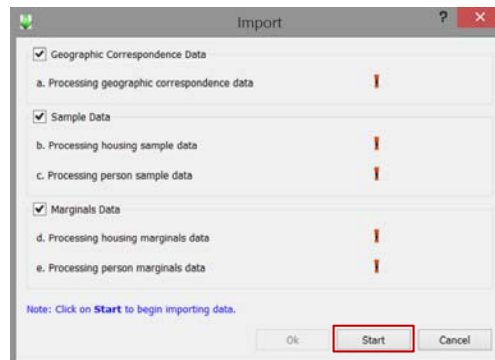 Import
?
×
Geographic Correspondence Data
a. Processing geographic correspondence data
Sample Data
b. Processing housing sample data
c. Processing person sample data
Marginals Data
d. Processing housing marginals data
e. Processing person marginals data
Note: Click on Start to begin importing data.
Ok Start Cancel